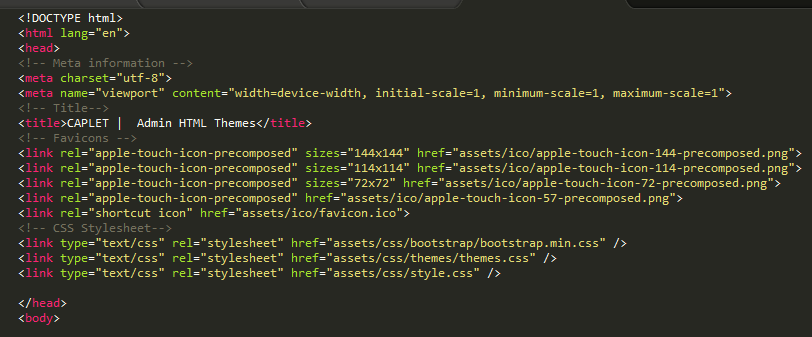 <!DOCTYPE html>
<html lang="en">
<head>
<!-- Meta information -->
<meta charset="utf-8">
<meta name="viewport" content="width=device-width, initial-scale=1, minimum-scale=1, maximum-scale=1">
<!-- Title-->
<title>CAPLET |  Admin HTML Themes</title>
<!-- Favicons -->
<link rel="apple-touch-icon-precomposed" sizes="144x144" href="assets/ico/apple-touch-icon-144-precomposed.png">
<link rel="apple-touch-icon-precomposed" sizes="114x114" href="assets/ico/apple-touch-icon-114-precomposed.png">
<link rel="apple-touch-icon-precomposed" sizes="72x72" href="assets/ico/apple-touch-icon-72-precomposed.png">
<link rel="apple-touch-icon-precomposed" href="assets/ico/apple-touch-icon-57-precomposed.png">
<link rel="shortcut icon" href="assets/ico/favicon.ico">
<!-- CSS Stylesheet-->
<link type="text/css" rel="stylesheet" href="assets/css/bootstrap/bootstrap.min.css" />
<link type="text/css" rel="stylesheet" href="assets/css/themes/themes.css" />
<link type="text/css" rel="stylesheet" href="assets/css/style.css" />
</head>
<body>